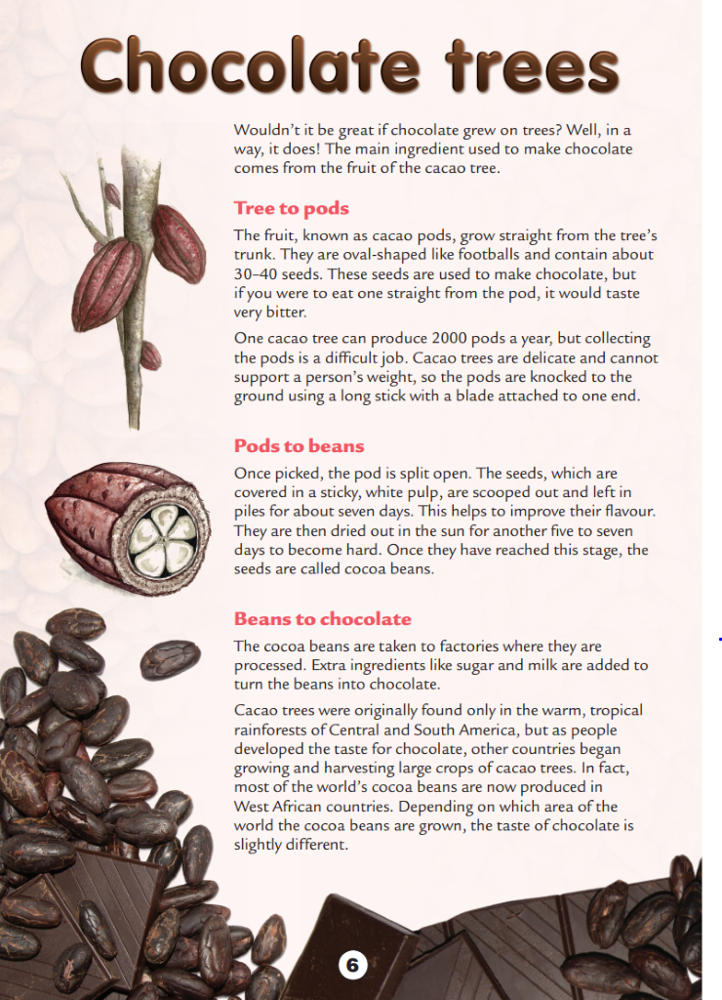 Chocolate trees
Wouldn't it be great if chocolate grew on trees? Well, in a
way, it does! The main ingredient used to make chocolate
comes from the fruit of the cacao tree.
Tree to pods
The fruit, known as cacao pods, grow straight from the tree's
trunk. They are oval-shaped like footballs and contain about
30–40 seeds. These seeds are used to make chocolate, but
if you were to eat one straight from the pod, it would taste
very bitter.
One cacao tree can produce 2000 pods a year, but collecting
the pods is a difficult job. Cacao trees are delicate and cannot
support a person's weight, so the pods are knocked to the
ground using a long stick with a blade attached to one end.
Pods to beans
Once picked, the pod is split open. The seeds, which are
covered in a sticky, white pulp, are scooped out and left in
piles for about seven days. This helps to improve their flavour.
They are then dried out in the sun for another five to seven
days to become hard. Once they have reached this stage, the
seeds are called cocoa beans.
Beans to chocolate
The cocoa beans are taken to factories where they are
processed. Extra ingredients like sugar and milk are added to
turn the beans into chocolate.
Cacao trees were originally found only in the warm, tropical
rainforests of Central and South America, but as people
developed the taste for chocolate, other countries began
growing and harvesting large crops of cacao trees. In fact,
most of the world's cocoa beans are now produced in
West African countries. Depending on which area of the
world the cocoa beans are grown, the taste of chocolate is
slightly different.
6